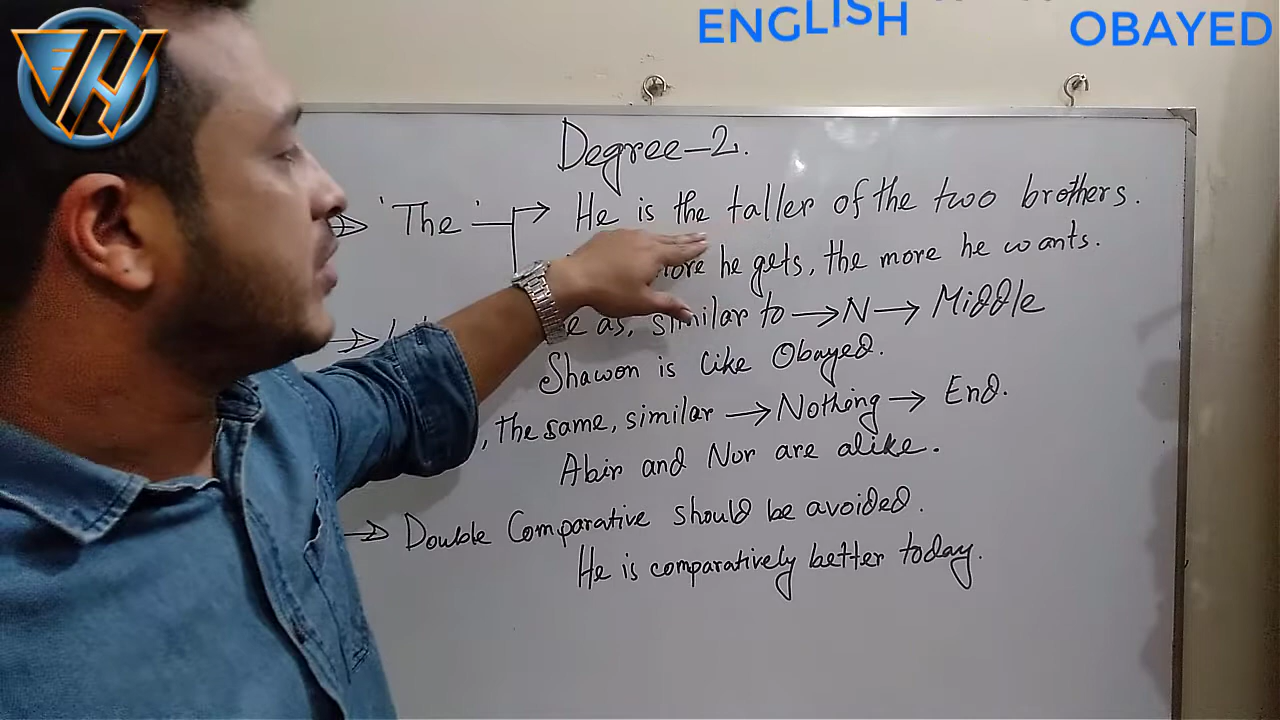 ENGLISH
OBAYED
EH
Degree-2.
'The' He is the taller of the two brothers.
he gets, the more he wants.
as, similar to → N → Middle
Shawon is like Obayed.
, the same, similar → Nothing → End.
Abir and Nur are alike.
Double Comparative should be avoided.
He is comparatively better today.